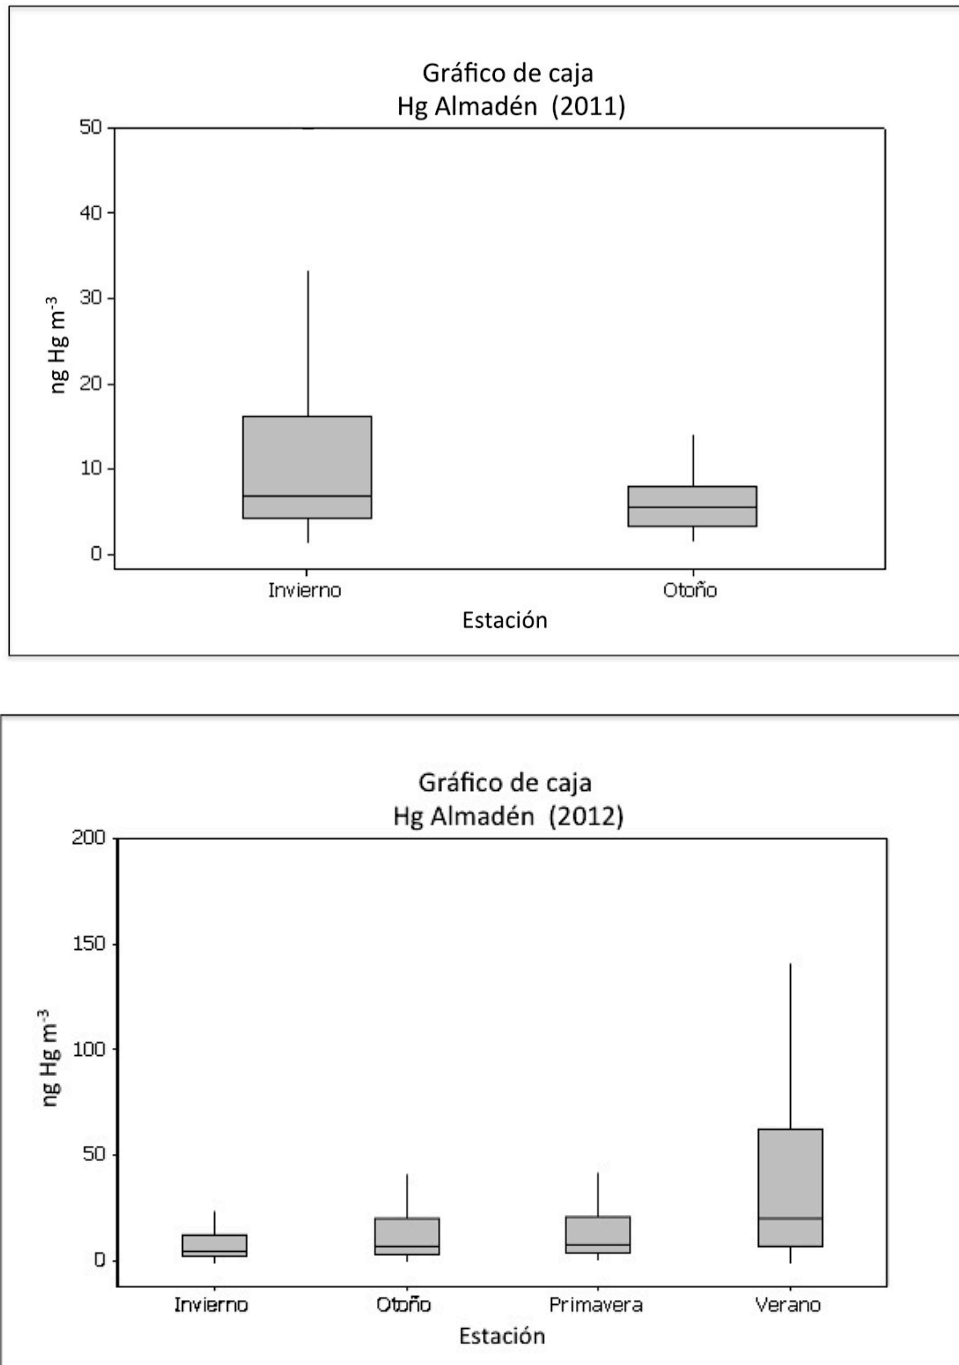 Gráfico de caja
Hg Almadén (2011)
50
40
30
20
10
0
ng Hg m⁻³
Invierno Otoño
Estación
Gráfico de caja
Hg Almadén (2012)
200
150
100
50
0
ng Hg m⁻³
Invierno Otoño Primavera Verano
Estación